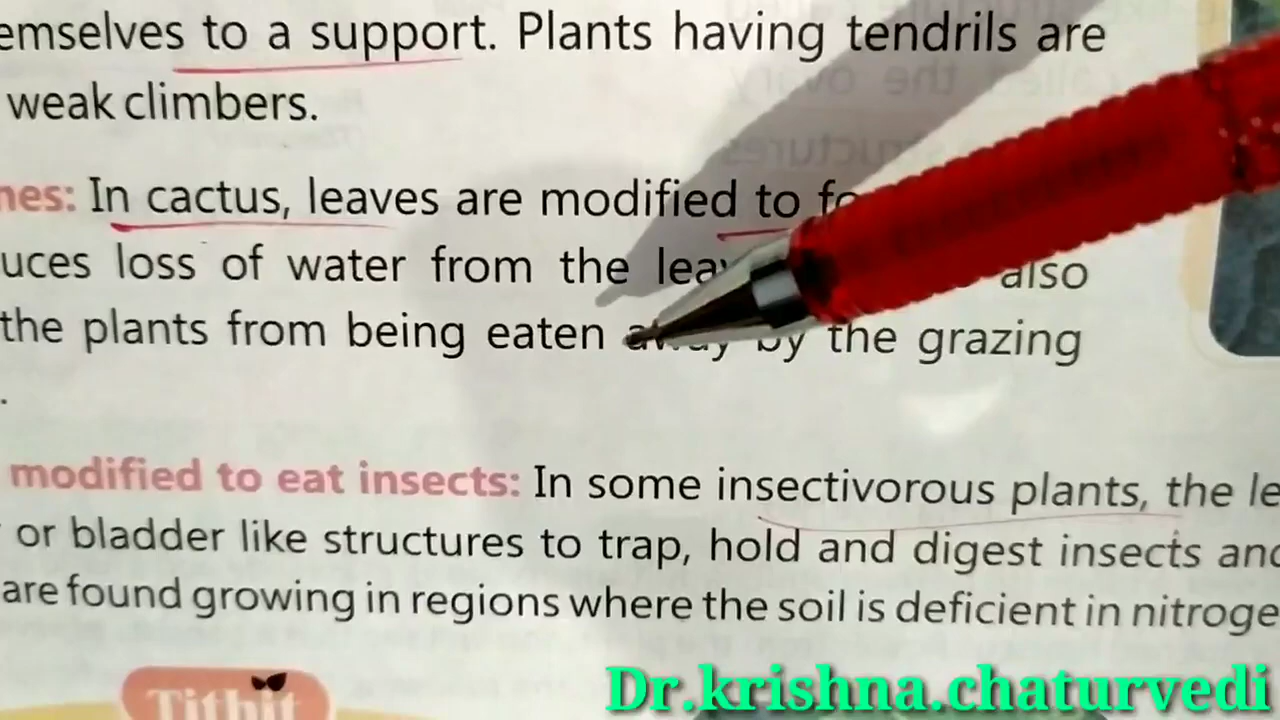 emselves to a support. Plants having tendrils are
weak climbers.
nes: In cactus, leaves are modified to
uces loss of water from the also
the plants from being eaten away by the grazing
.
modified to eat insects: In some insectivorous plants, the le
or bladder like structures to trap, hold and digest insects and
are found growing in regions where the soil is deficient in nitroge
Titbit
Dr.krishna.chaturvedi